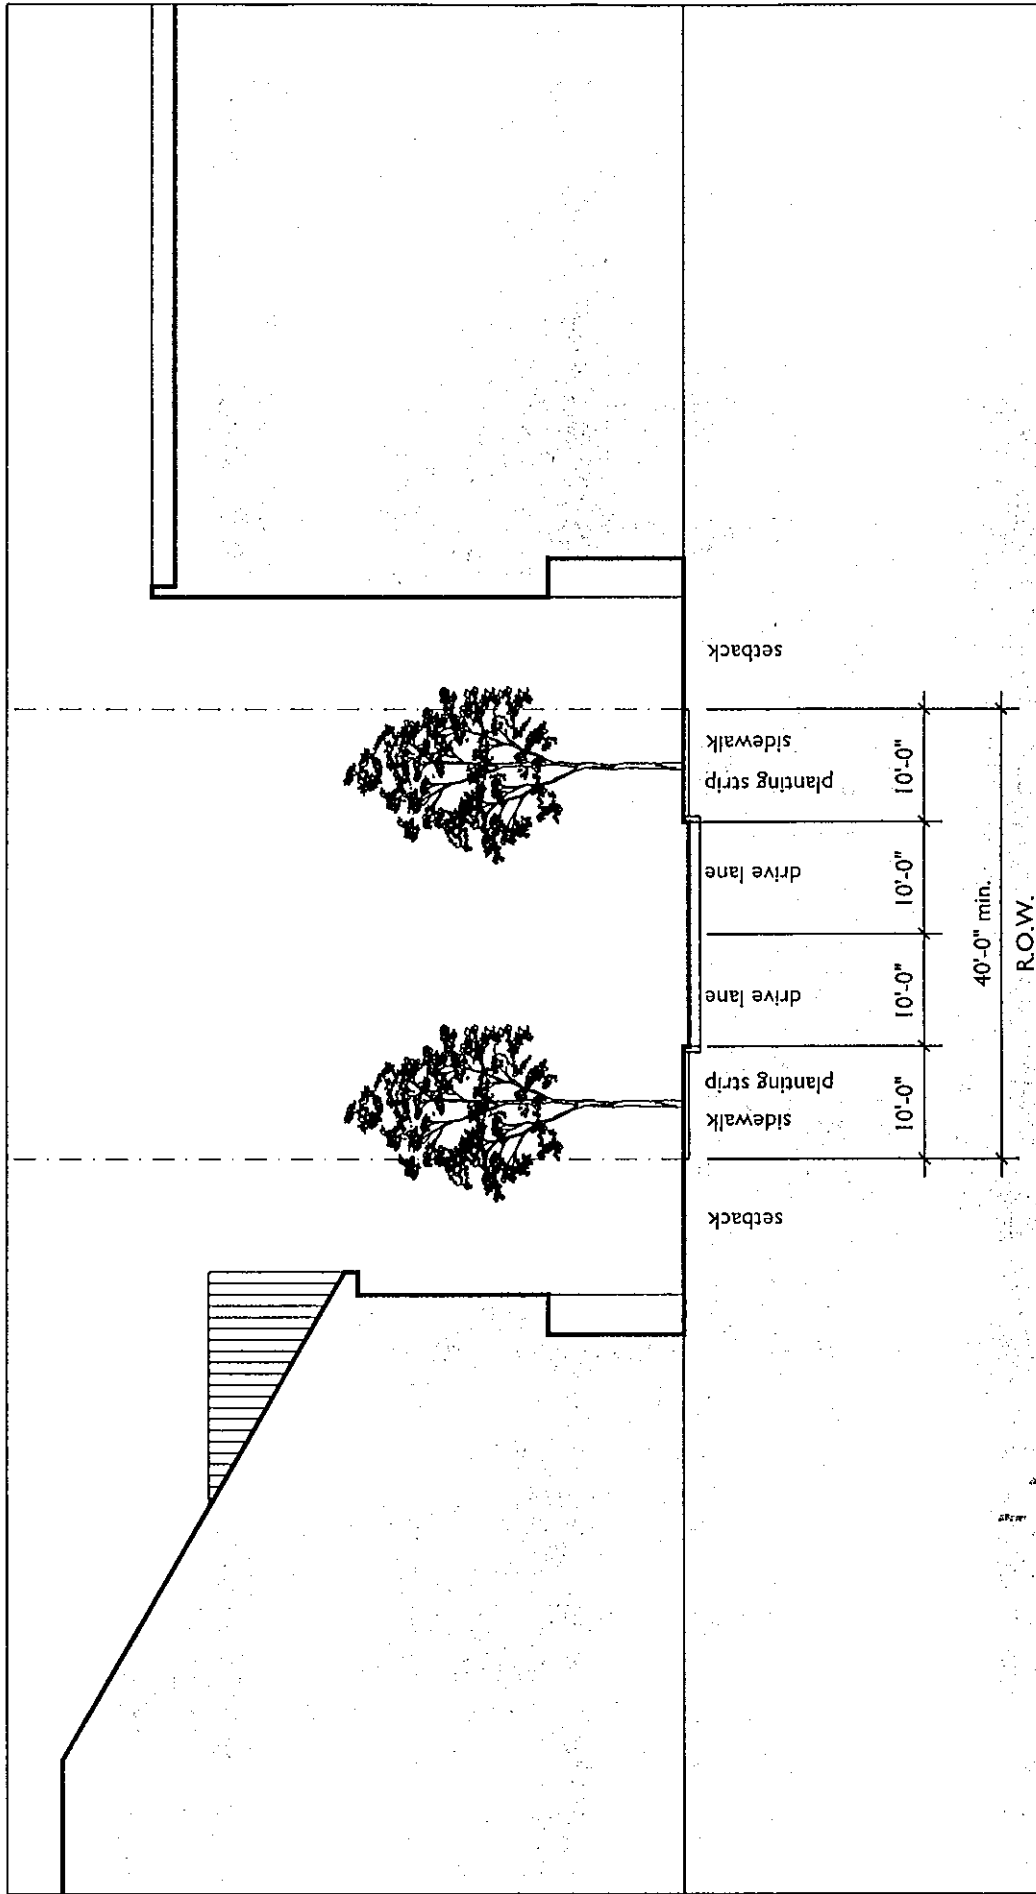 setback
sidewalk
planting strip
drive lane
drive lane
planting strip
sidewalk
setback
10'-0"
10'-0"
10'-0"
10'-0"
40'-0" min.
R.O.W.